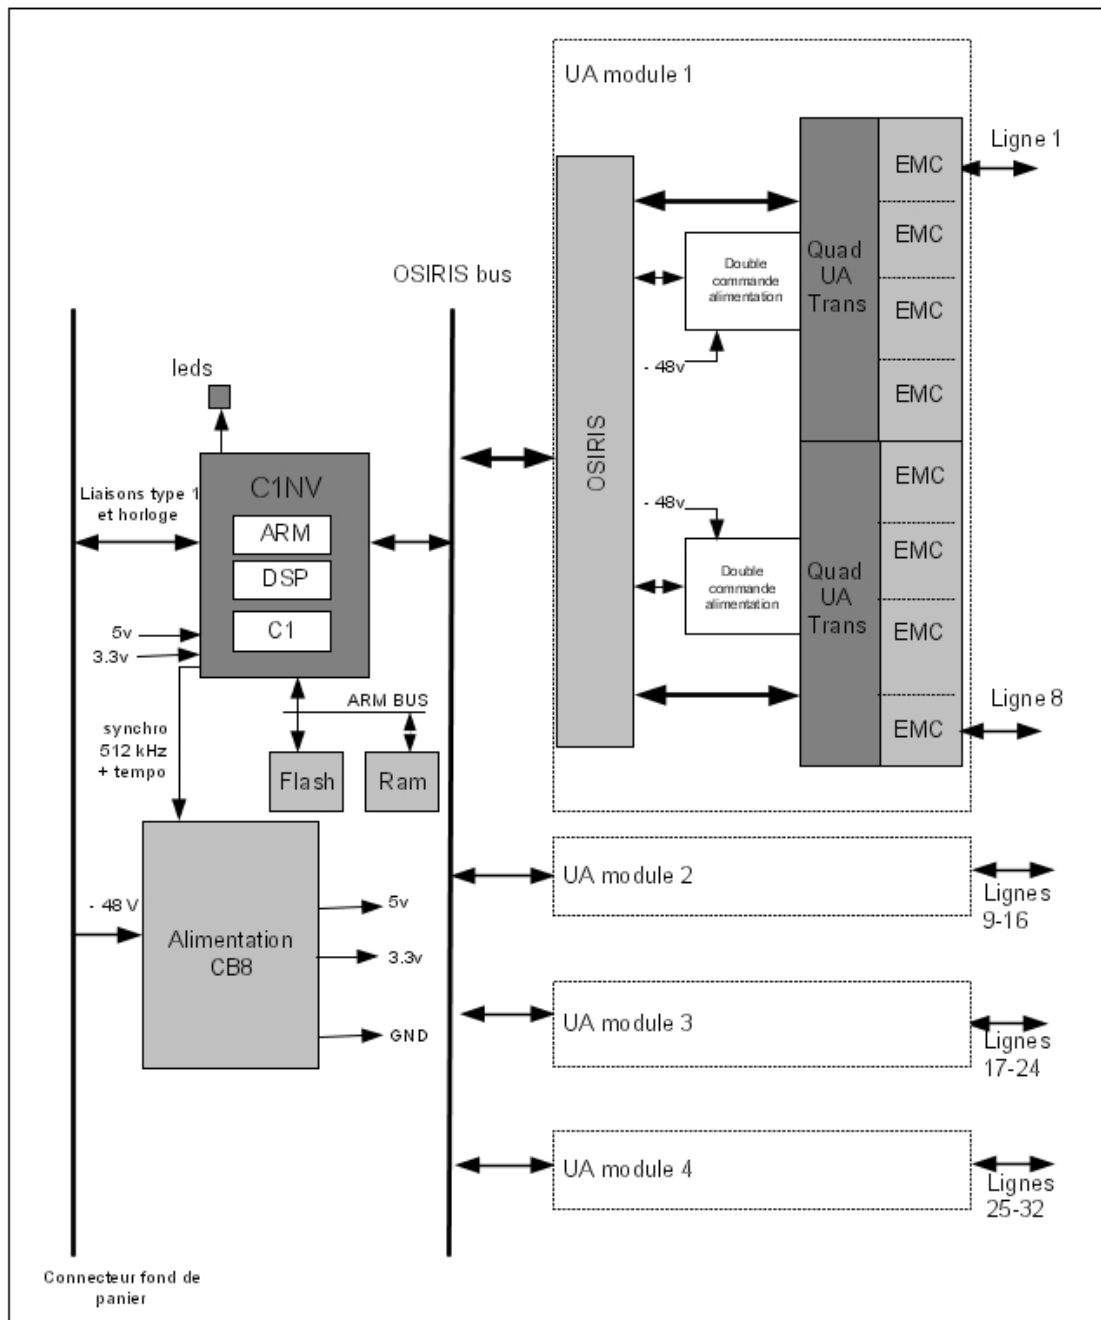 UA module 1
Ligne 1
EMC
EMC
EMC
EMC
Quad
UA
Trans
Double
commande
alimentation
- 48v
OSIRIS bus
OSIRIS
leds
C1NV
ARM
DSP
C1
Liaisons type 1
et horloge
5v
3.3v
- 48v
Double
commande
alimentation
Quad
UA
Trans
EMC
EMC
EMC
EMC
Ligne 8
ARM BUS
synchro
512 kHz
+ tempo
Flash
Ram
- 48 V
Alimentation
CB8
5v
3.3v
GND
UA module 2
Lignes
9-16
UA module 3
Lignes
17-24
UA module 4
Lignes
25-32
Connecteur fond de
panier